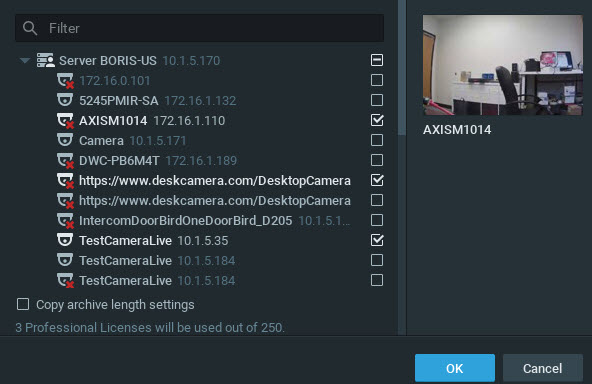 Filter
Server BORIS-US 10.1.5.170
172.16.0.101
5245PMIR-SA 172.16.1.132
AXISM1014 172.16.1.110
Camera 10.1.5.171
DWC-PB6M4T 172.16.1.189
https://www.deskcamera.com/DesktopCamera
https://www.deskcamera.com/DesktopCamera
IntercomDoorBirdOneDoorBird_D205 10.1.5.1...
TestCameraLive 10.1.5.35
TestCameraLive 10.1.5.184
TestCameraLive 10.1.5.184
Copy archive length settings
3 Professional Licenses will be used out of 250.
AXISM1014
OK Cancel